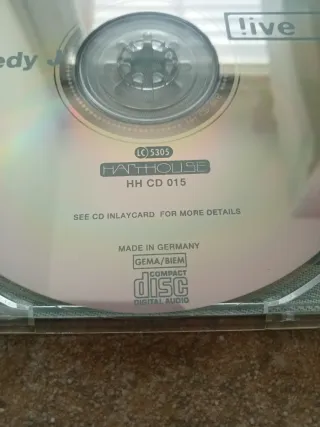 edy J
!ive
LC 5305
HARTHOUSE
HH CD 015
SEE CD INLAYCARD FOR MORE DETAILS
MADE IN GERMANY
GEMA/BIEM
COMPACT
disc
DIGITAL AUDIO